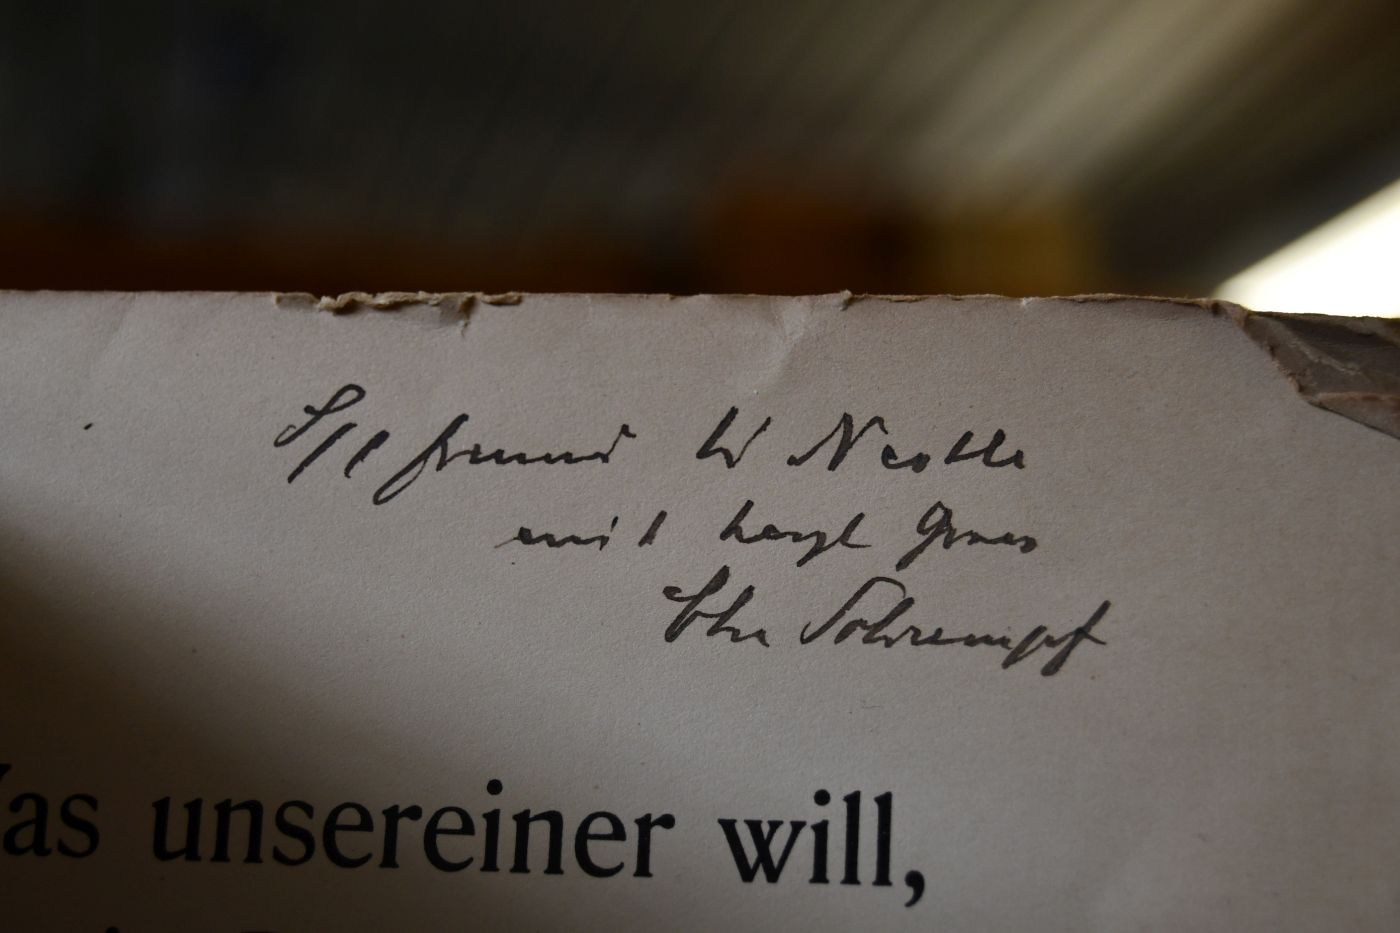 freund W Nestle
mit herzl Gruss
Chr Schrempf
as unsereiner will,